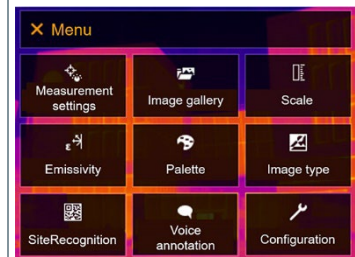 Menu
Measurement
settings
Image gallery
Scale
ε
Emissivity
Palette
Image type
SiteRecognition
Voice
annotation
Configuration